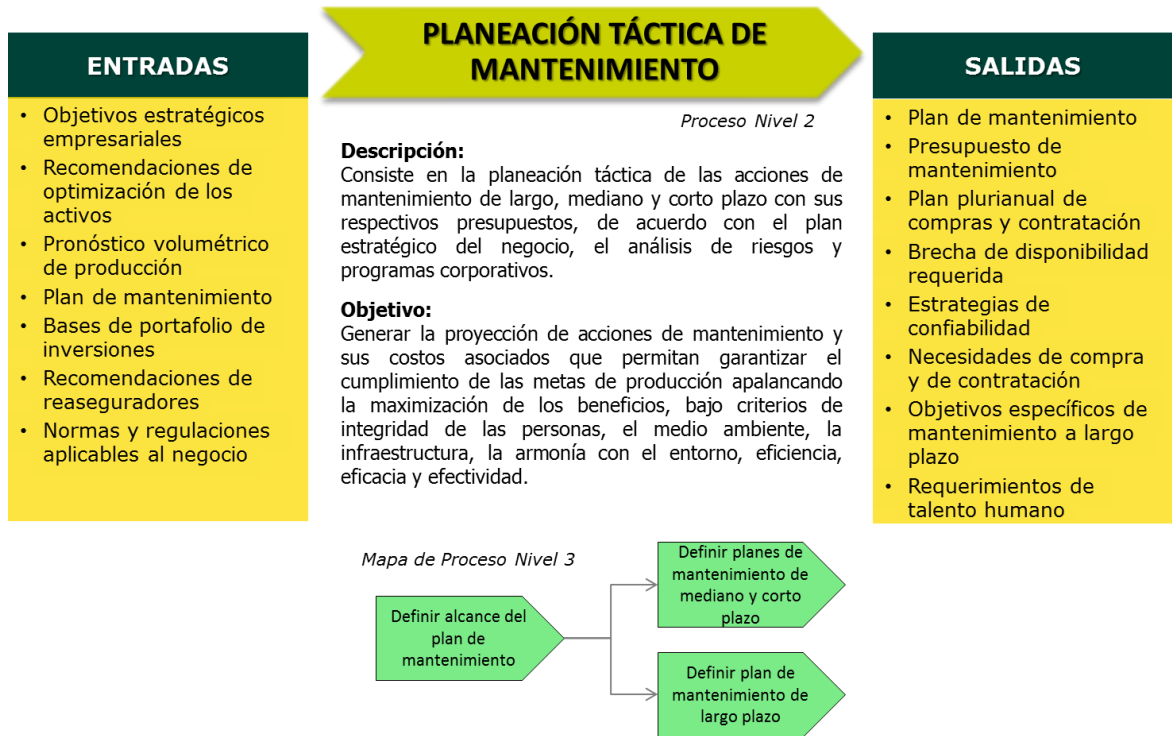 PLANEACIÓN TÁCTICA DE
MANTENIMIENTO
ENTRADAS
• Objetivos estratégicos
empresariales
• Recomendaciones de
optimización de los
activos
• Pronóstico volumétrico
de producción
• Plan de mantenimiento
• Bases de portafolio de
inversiones
• Recomendaciones de
reaseguradores
• Normas y regulaciones
aplicables al negocio
Proceso Nivel 2
Descripción:
Consiste en la planeación táctica de las acciones de
mantenimiento de largo, mediano y corto plazo con sus
respectivos presupuestos, de acuerdo con el plan
estratégico del negocio, el análisis de riesgos y
programas corporativos.
Objetivo:
Generar la proyección de acciones de mantenimiento y
sus costos asociados que permitan garantizar el
cumplimiento de las metas de producción apalancando
la maximización de los beneficios, bajo criterios de
integridad de las personas, el medio ambiente, la
infraestructura, la armonía con el entorno, eficiencia,
eficacia y efectividad.
SALIDAS
• Plan de mantenimiento
• Presupuesto de
mantenimiento
• Plan plurianual de
compras y contratación
• Brecha de disponibilidad
requerida
• Estrategias de
confiabilidad
• Necesidades de compra
y de contratación
• Objetivos específicos de
mantenimiento a largo
plazo
• Requerimientos de
talento humano
Mapa de Proceso Nivel 3
Definir alcance del
plan de
mantenimiento
Definir planes de
mantenimiento de
mediano y corto
plazo
Definir plan de
mantenimiento de
largo plazo